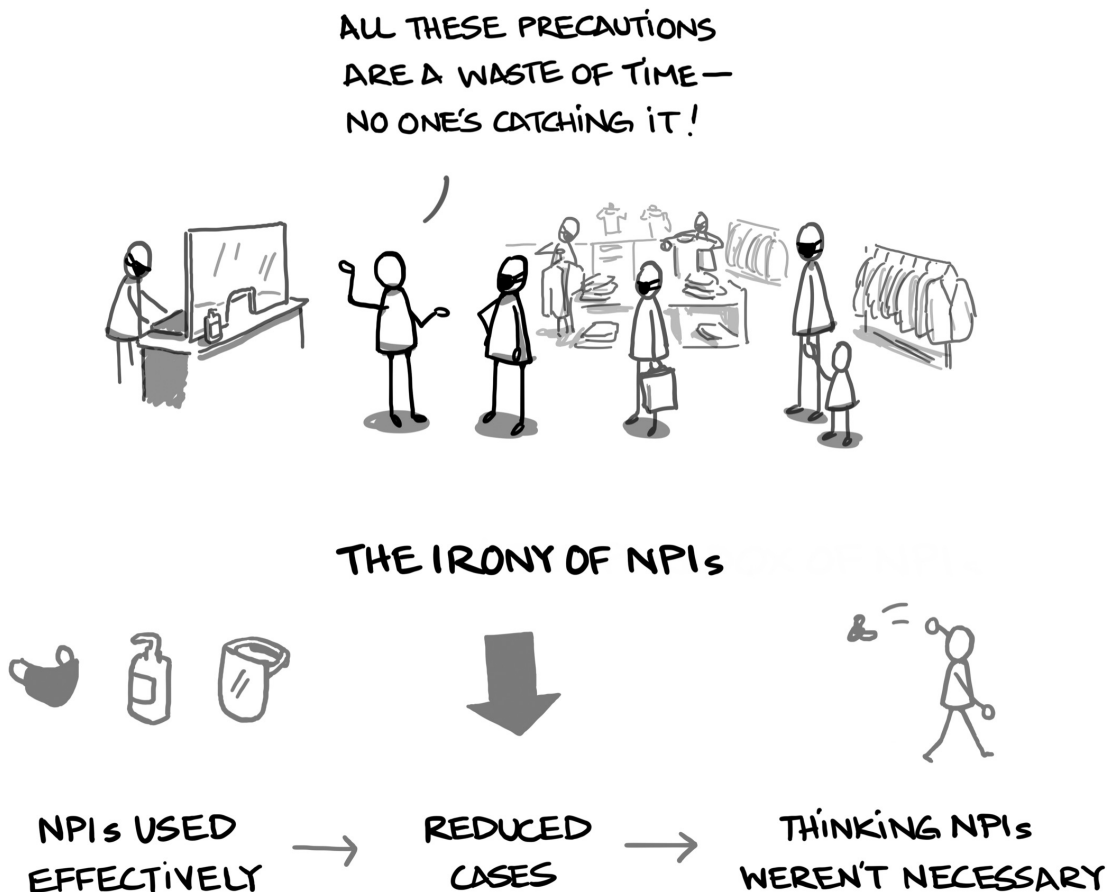 ALL THESE PRECAUTIONS
ARE A WASTE OF TIME—
NO ONE'S CATCHING IT!
THE IRONY OF NPIs
NPIs USED
EFFECTIVELY
REDUCED
CASES
THINKING NPIs
WEREN'T NECESSARY